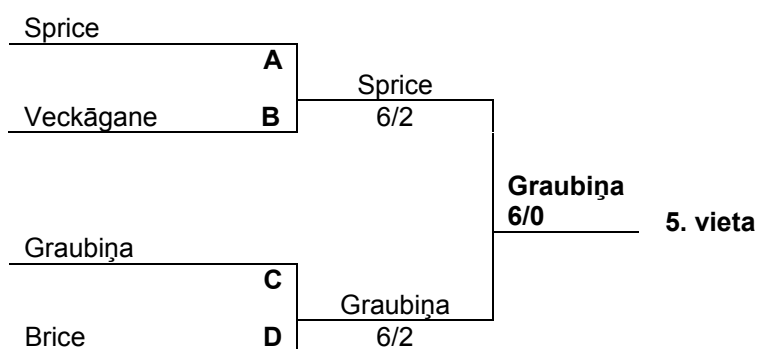 Sprice
A
Sprice
Veckāgane B 6/2
Graubiņa
6/0 5. vieta
Graubiņa
C
Graubiņa
Brice D 6/2